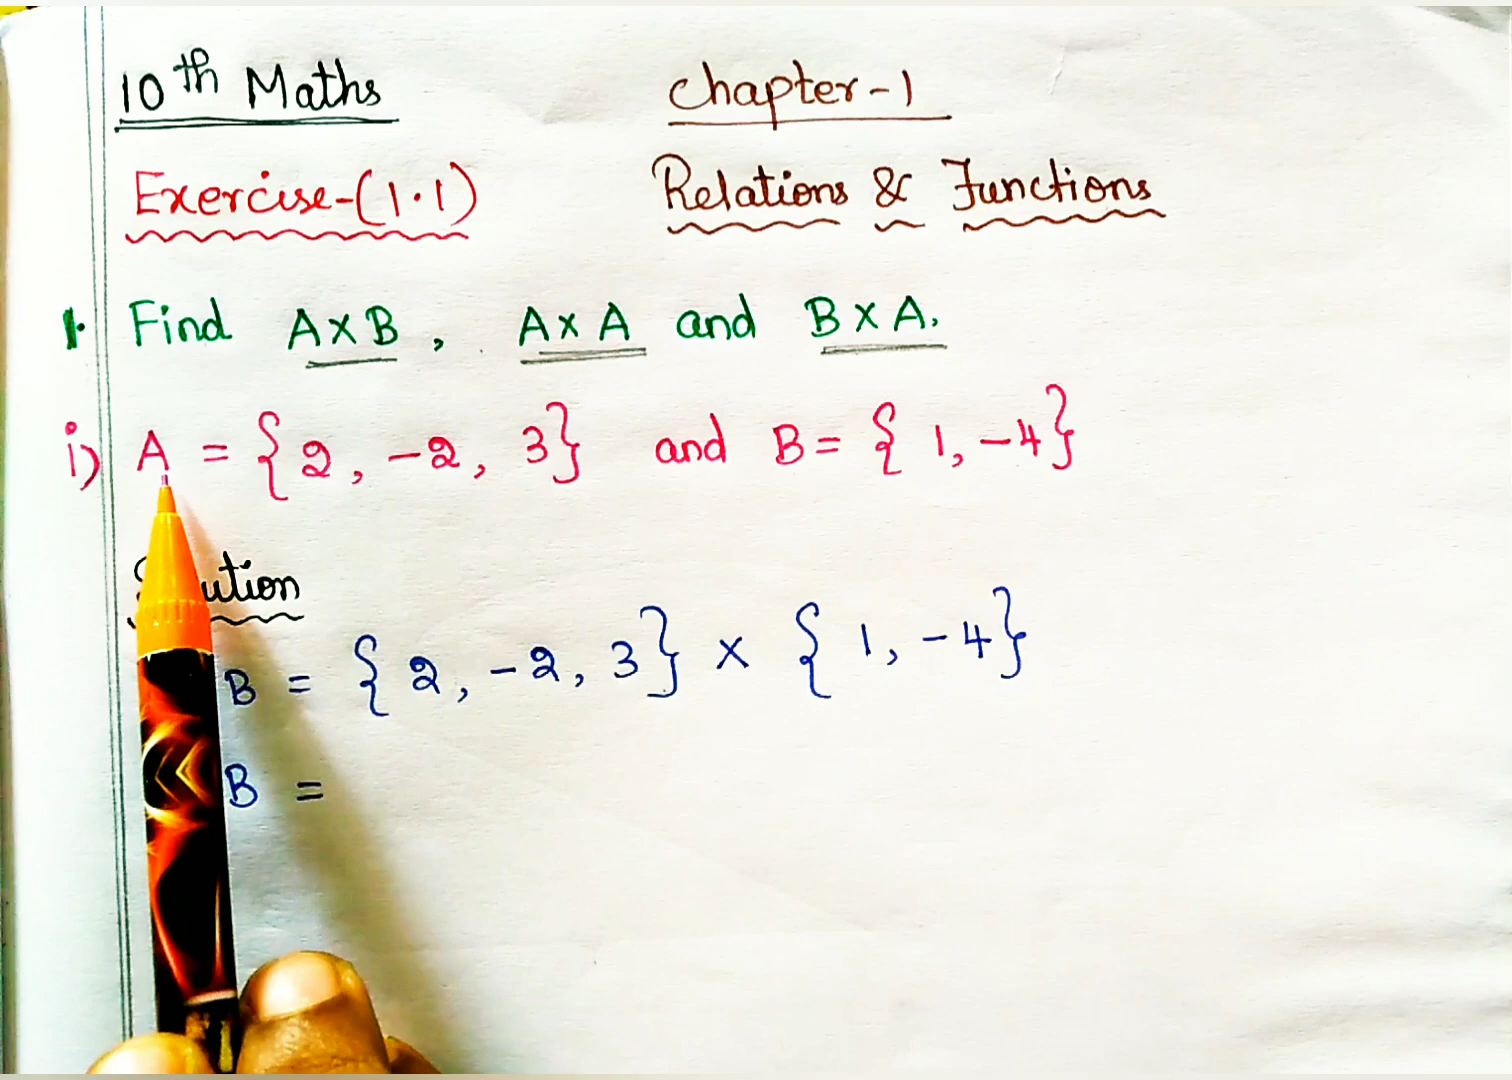 10th Maths Chapter-1
Exercise-(1.1) Relations & Functions
1. Find A×B, A×A and B×A.
i) A = {2, -2, 3} and B = {1, -4}
B = {2, -2, 3} × {1, -4}
B =